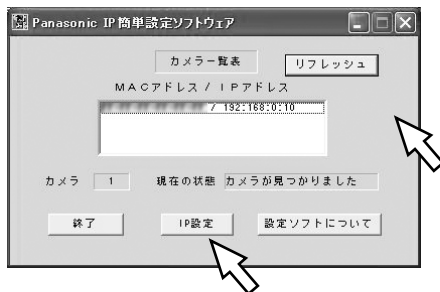 Panasonic IP簡単設定ソフトウェア
カメラ一覧表
リフレッシュ
MACアドレス / IPアドレス
/ 192:168:0:10
カメラ 1 現在の状態 カメラが見つかりました
終了 IP設定 設定ソフトについて